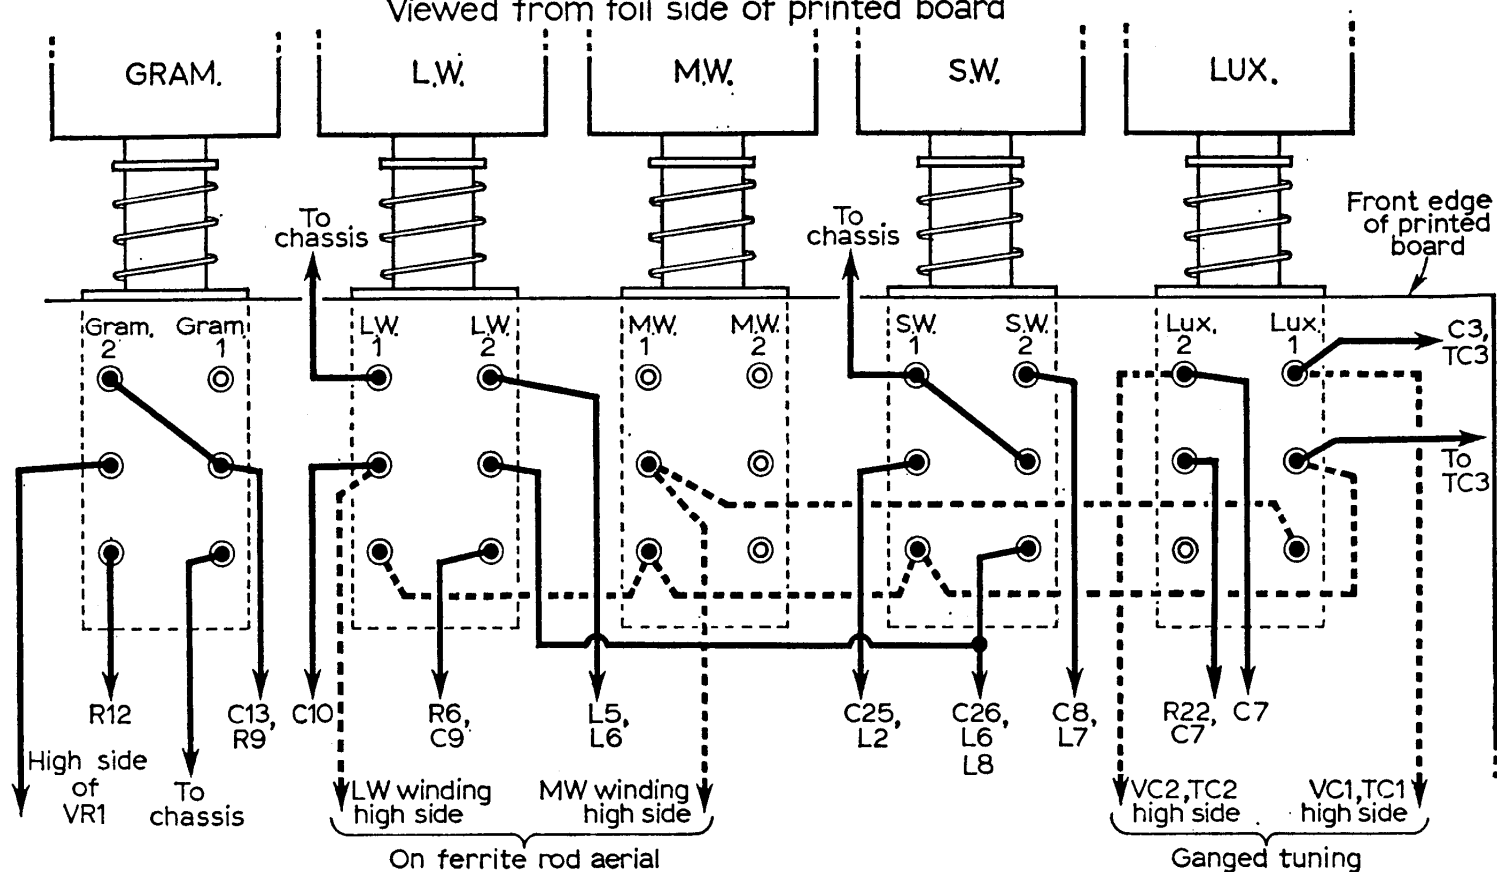 Viewed from foil side of printed board
GRAM.
L.W.
M.W.
S.W.
LUX.
To
chassis
To
chassis
Front edge
of printed
board
Gram.
2
Gram
1
L.W.
1
L.W.
2
M.W.
1
M.W.
2
S.W.
1
S.W.
2
Lux.
2
Lux.
1
C3,
TC3
To
TC3
R12
C13,
R9
C10
R6,
C9
L5,
L6
C25,
L2
C26,
L6
L8
C8,
L7
R22,
C7
C7
High side
of
VR1
To
chassis
LW winding
high side
MW winding
high side
VC2,TC2
high side
VC1,TC1
high side
On ferrite rod aerial
Ganged tuning